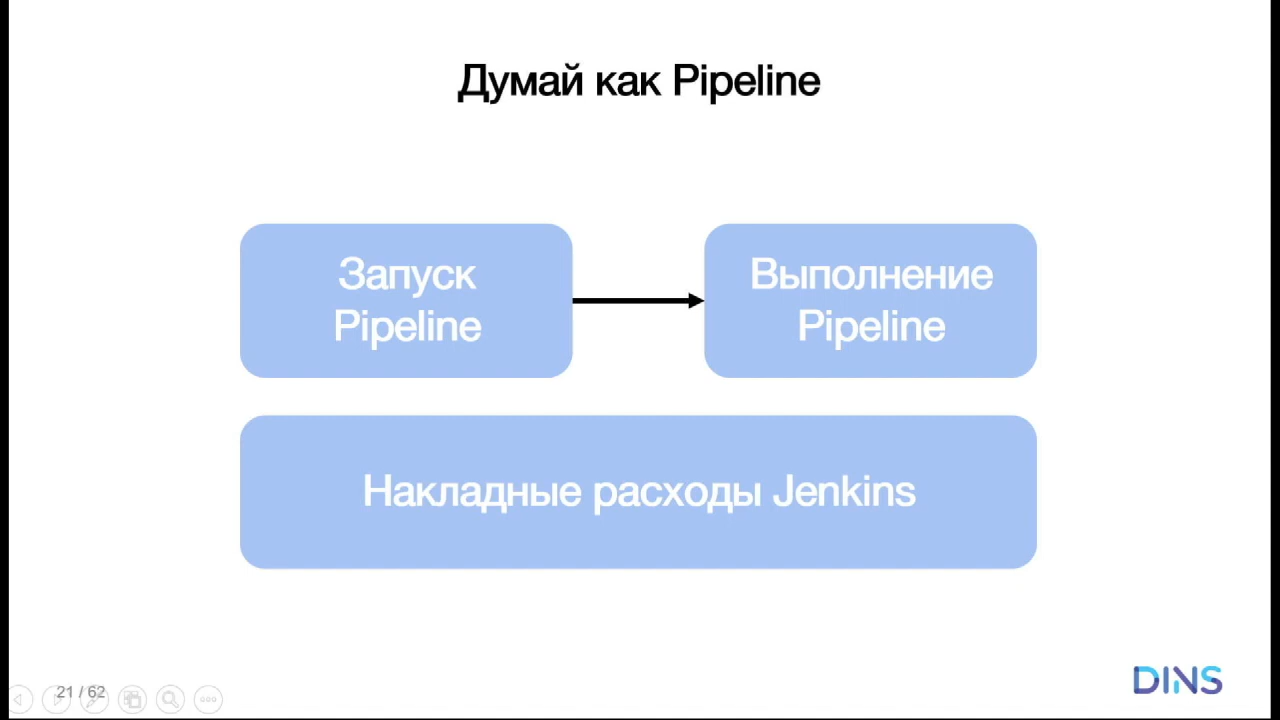 Думай как Pipeline
Запуск
Pipeline
Выполнение
Pipeline
Накладные расходы Jenkins
21 / 62
DINS